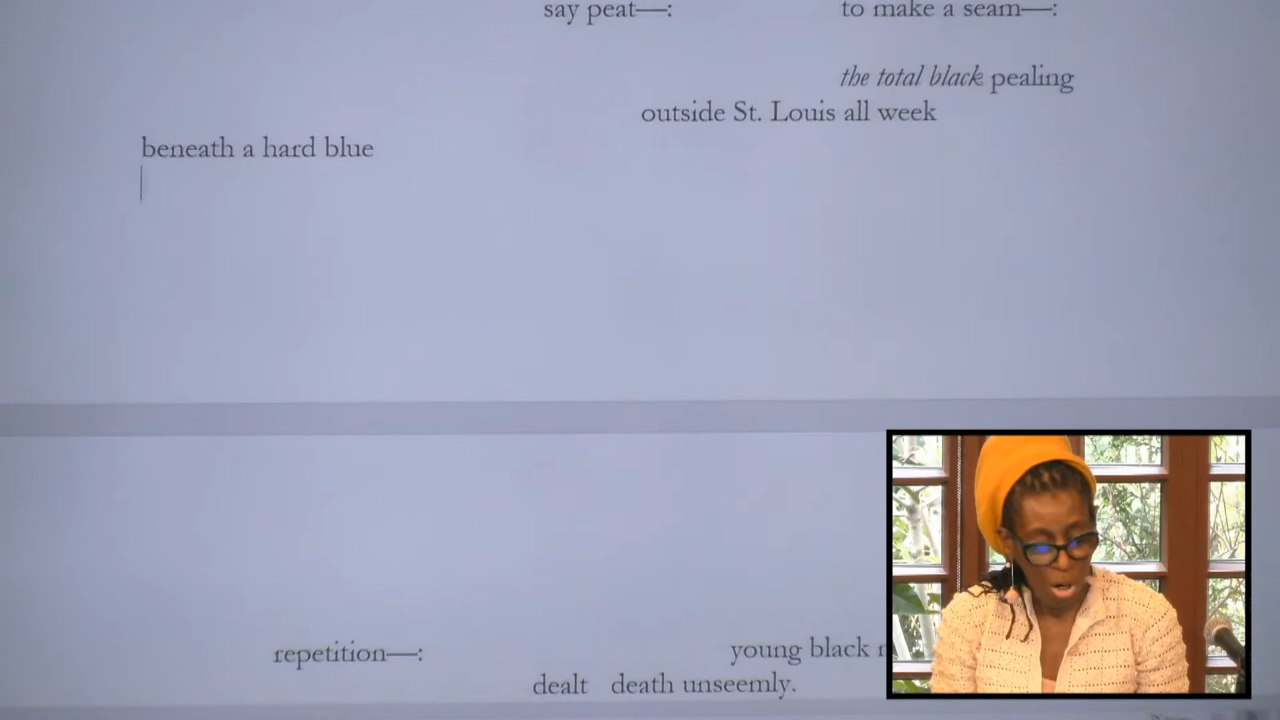 say peat—: to make a seam—:
the total black pealing
outside St. Louis all week
beneath a hard blue
repetition—: young black
dealt death unseemly.